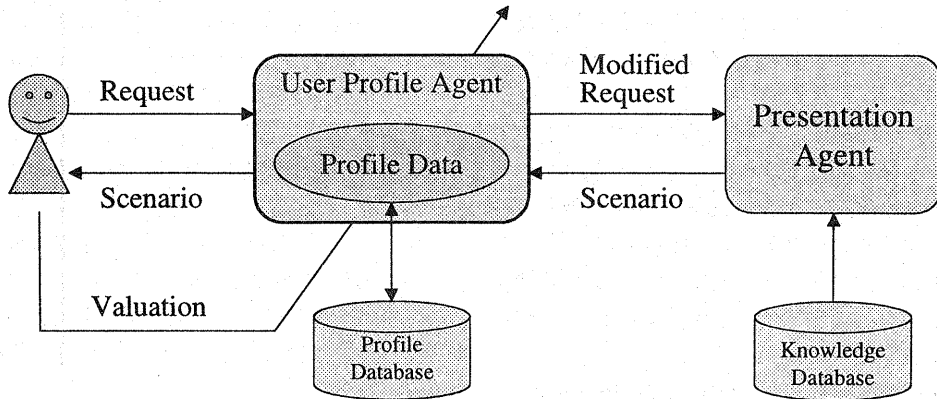 Request
User Profile Agent
Modified
Request
Presentation
Agent
Profile Data
Scenario
Scenario
Valuation
Profile
Database
Knowledge
Database